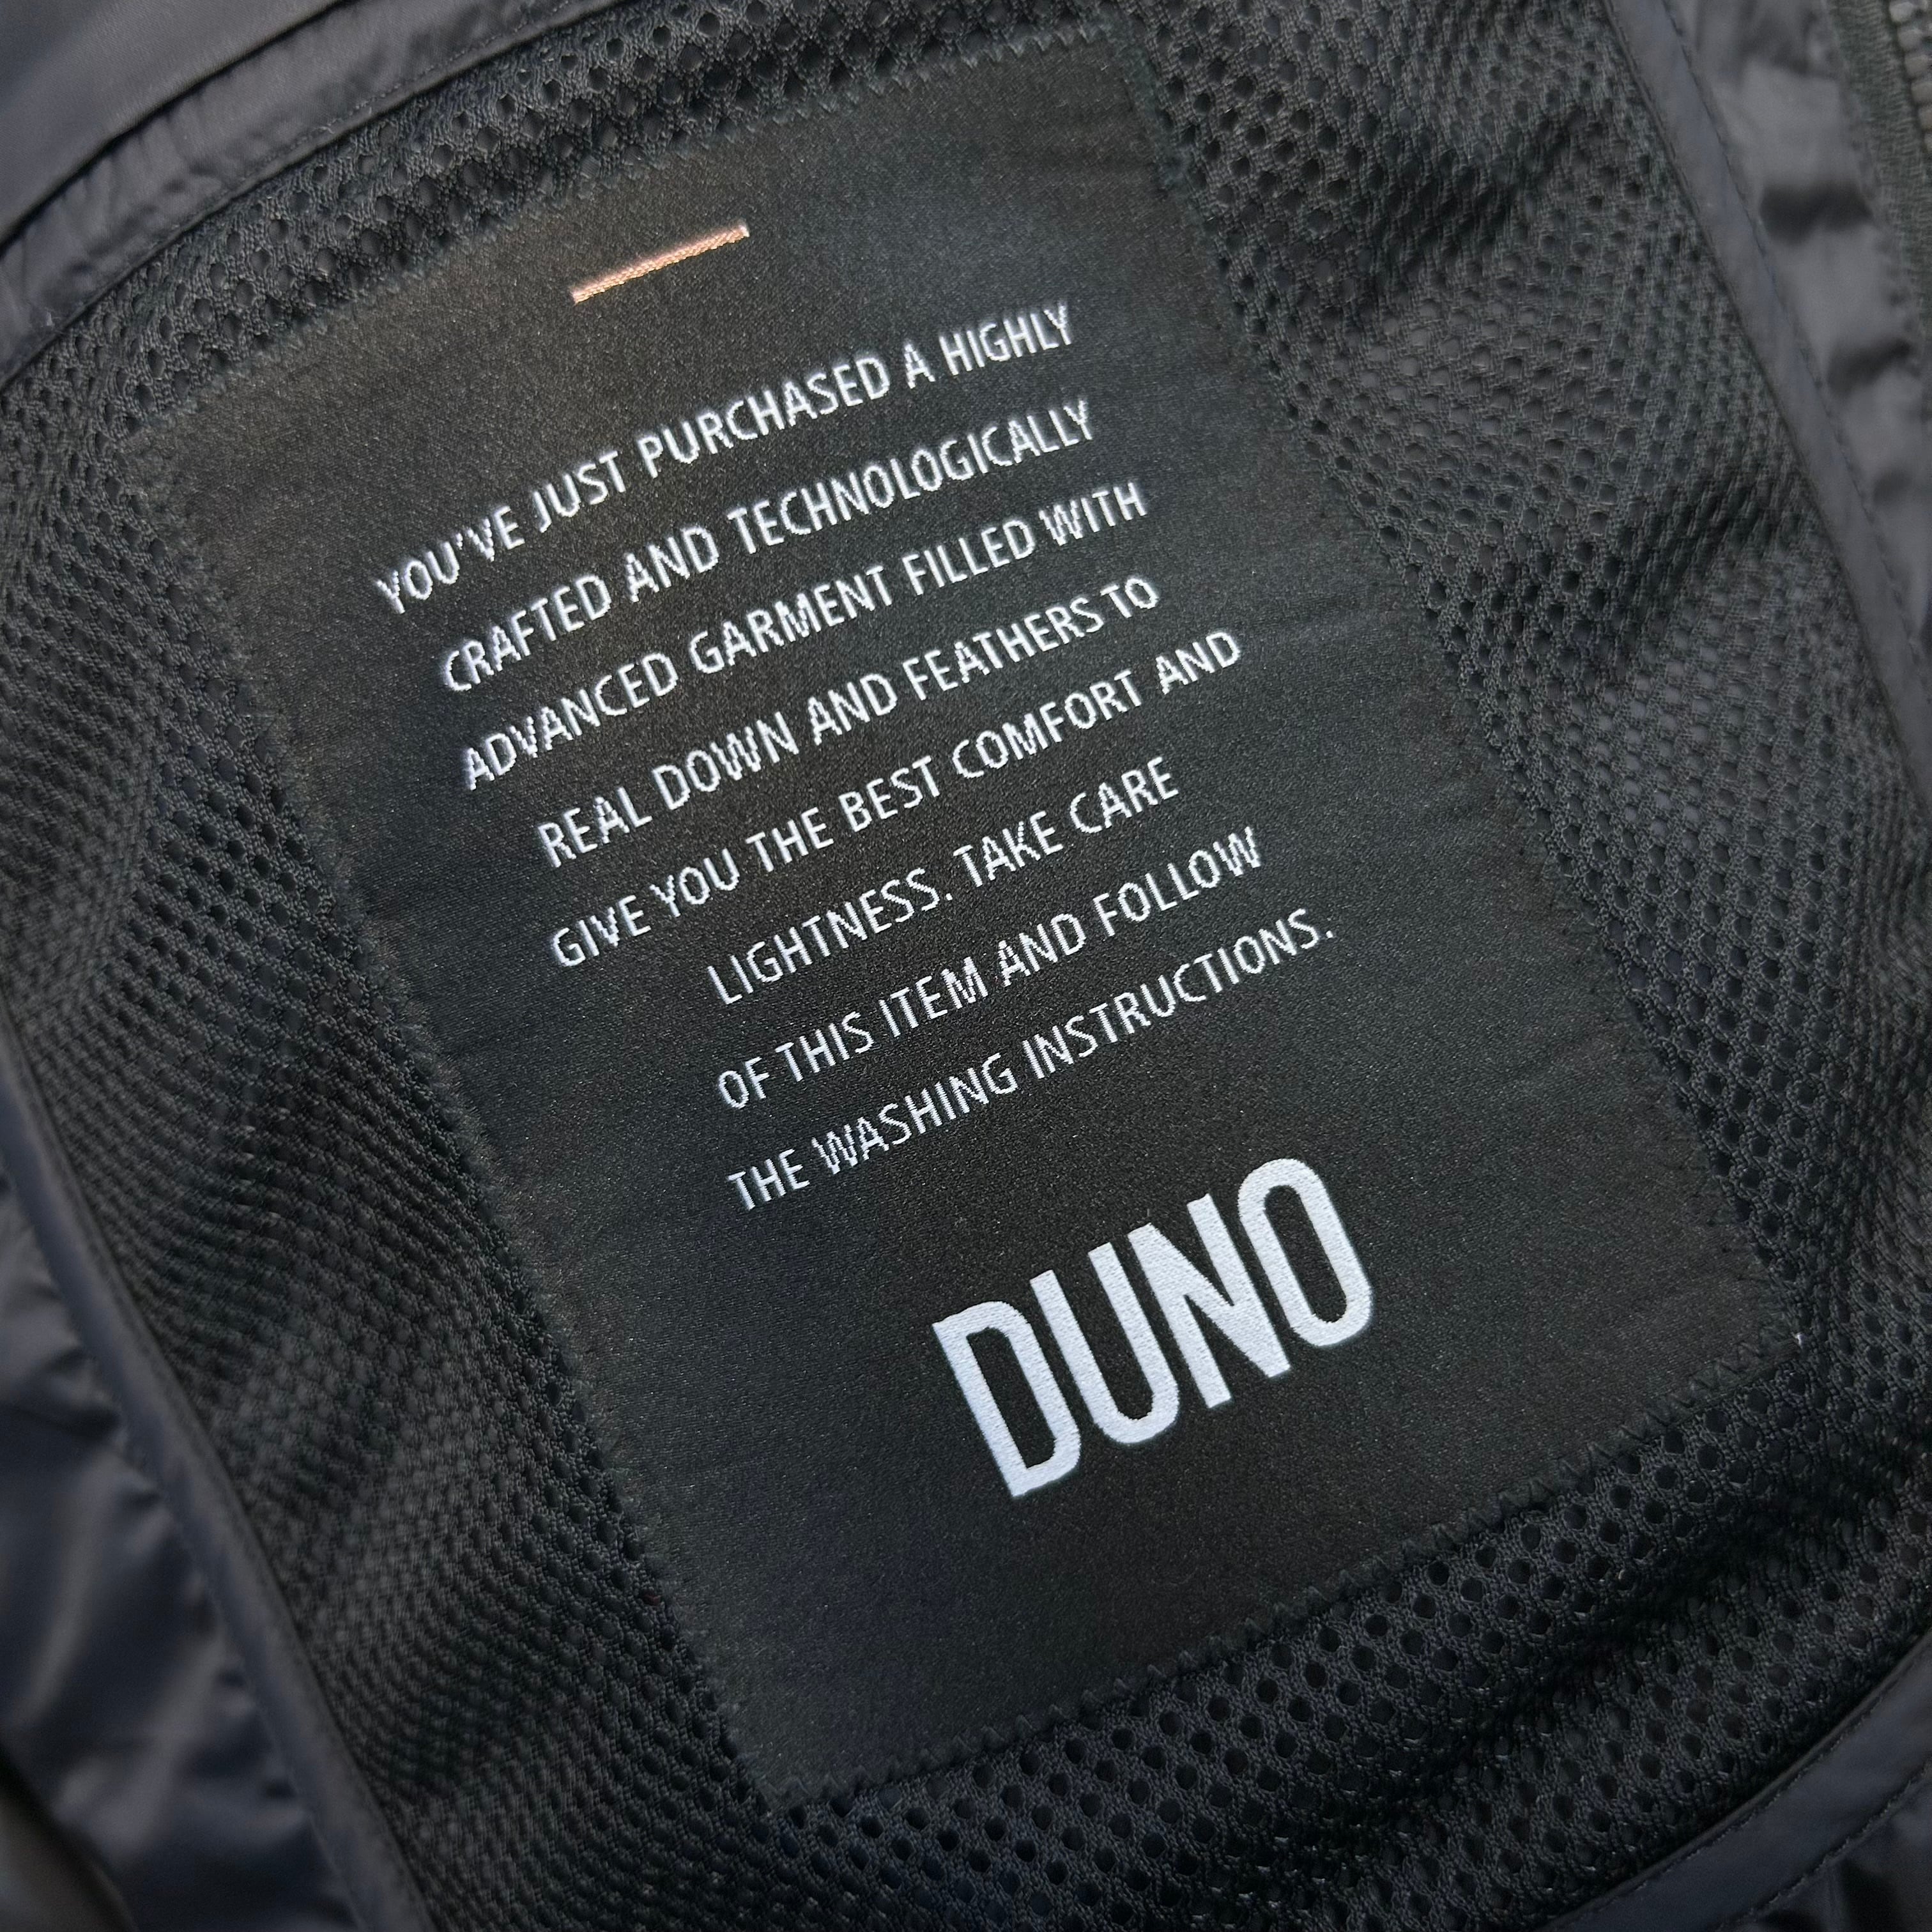 YOU'VE JUST PURCHASED A HIGHLY
CRAFTED AND TECHNOLOGICALLY
ADVANCED GARMENT FILLED WITH
REAL DOWN AND FEATHERS TO
GIVE YOU THE BEST COMFORT AND
LIGHTNESS. TAKE CARE
OF THIS ITEM AND FOLLOW
THE WASHING INSTRUCTIONS.
DUNO